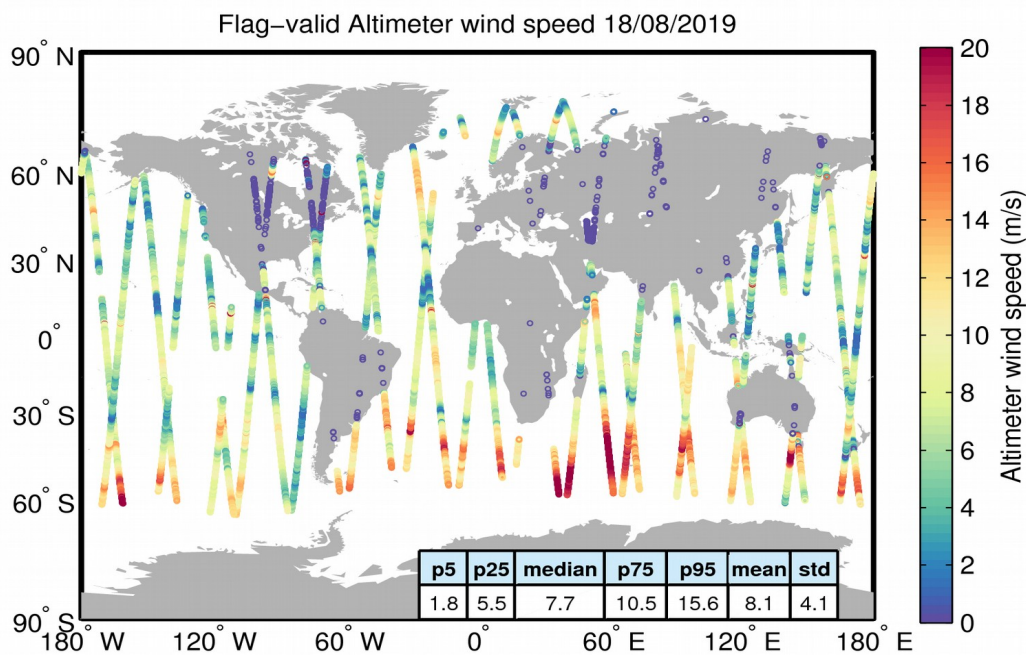 Flag-valid Altimeter wind speed 18/08/2019
90° N
60° N
30° N
0°
30° S
60° S
90° S
180° W
120° W
60° W
0°
60° E
120° E
180° E
p5 p25 median p75 p95 mean std
1.8 5.5 7.7 10.5 15.6 8.1 4.1
20
18
16
14
12
10
8
6
4
2
0
Altimeter wind speed (m/s)